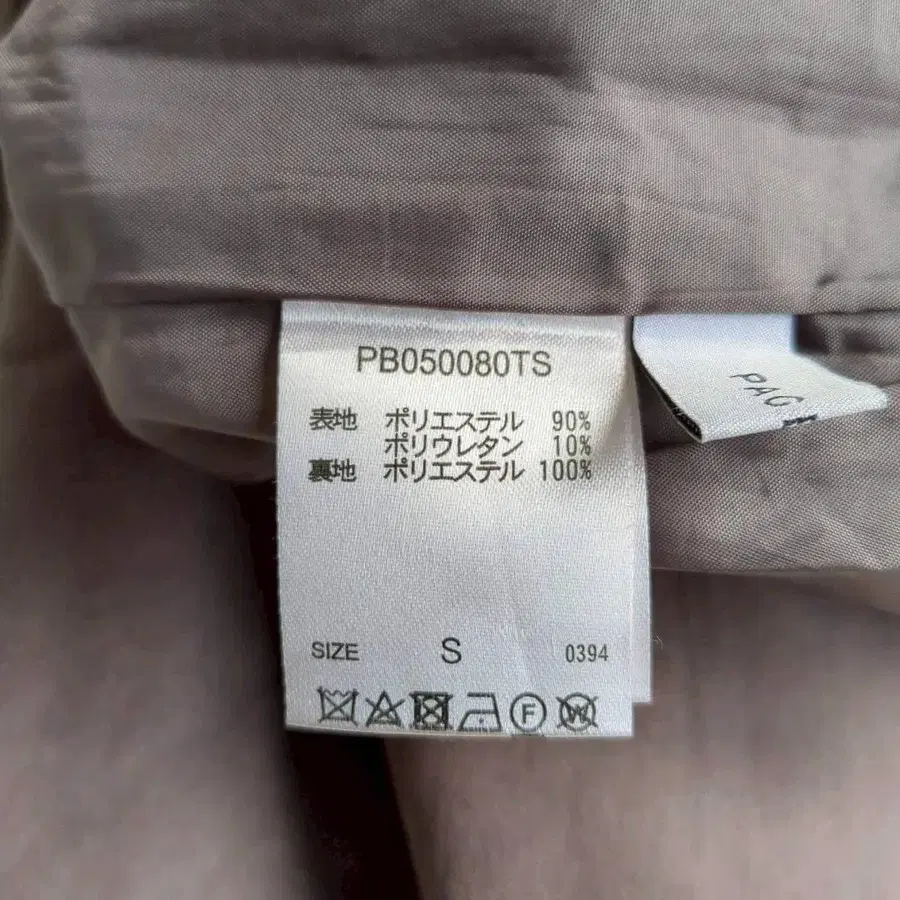 PB050080TS
表地 ポリエステル 90%
ポリウレタン 10%
裏地 ポリエステル 100%
SIZE S 0394
F W
PAG